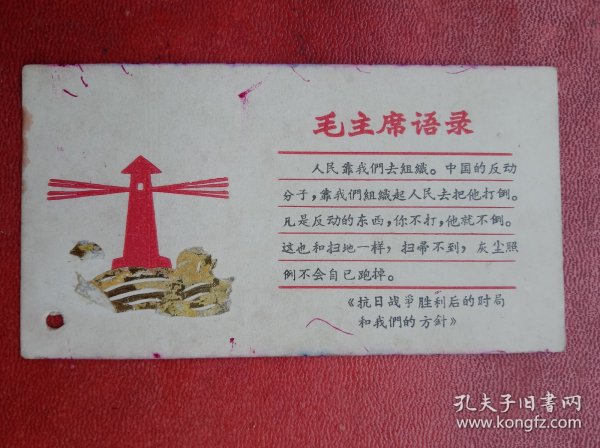 毛主席语录
人民靠我們去組織。中国的反动
分子，靠我們組織起人民去把他打倒。
凡是反动的东西，你不打，他就不倒。
这也和扫地一样，扫帚不到，灰尘照
例不会自己跑掉。
《抗日战爭胜利后的时局
和我們的方針》
孔夫子旧书网
www.kongfz.com